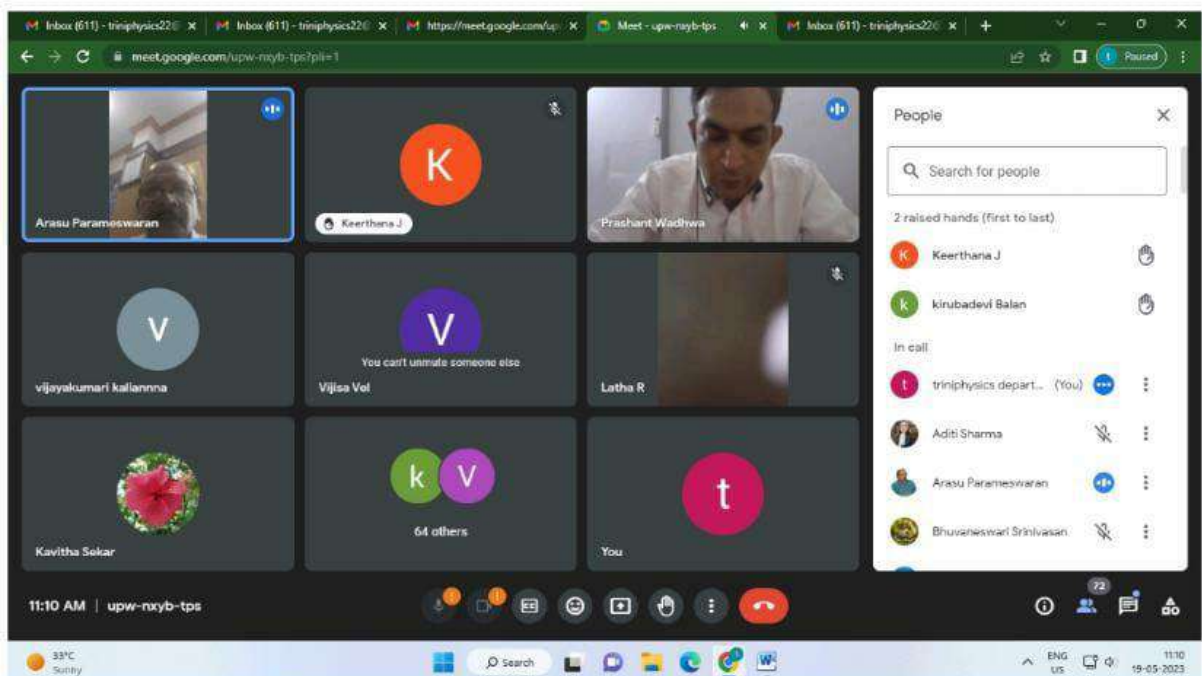 Inbox (611) - triniphysics22
Inbox (611) - triniphysics22
https://meet.google.com/up
Meet - upw-nxyb-tps
Inbox (611) - triniphysics22
meet.google.com/upw-nxyb-tps?pli=1
t
Paused
Arasu Parameswaran
K
Keerthana J
Prashant Wadhwa
V
vijayakumari kaliannna
V
You can't unmute someone else
Vijisa Vel
Latha R
Kavitha Sekar
k V
64 others
t
You
People
Search for people
2 raised hands (first to last)
K Keerthana J
k kirubadevi Balan
In call
t triniphysics depart... (You)
Aditi Sharma
Arasu Parameswaran
Bhuvaneswari Srinivasan
11:10 AM | upw-nxyb-tps
72
33°C
Sunny
Search
W
ENG
US
11:10
19-05-2023